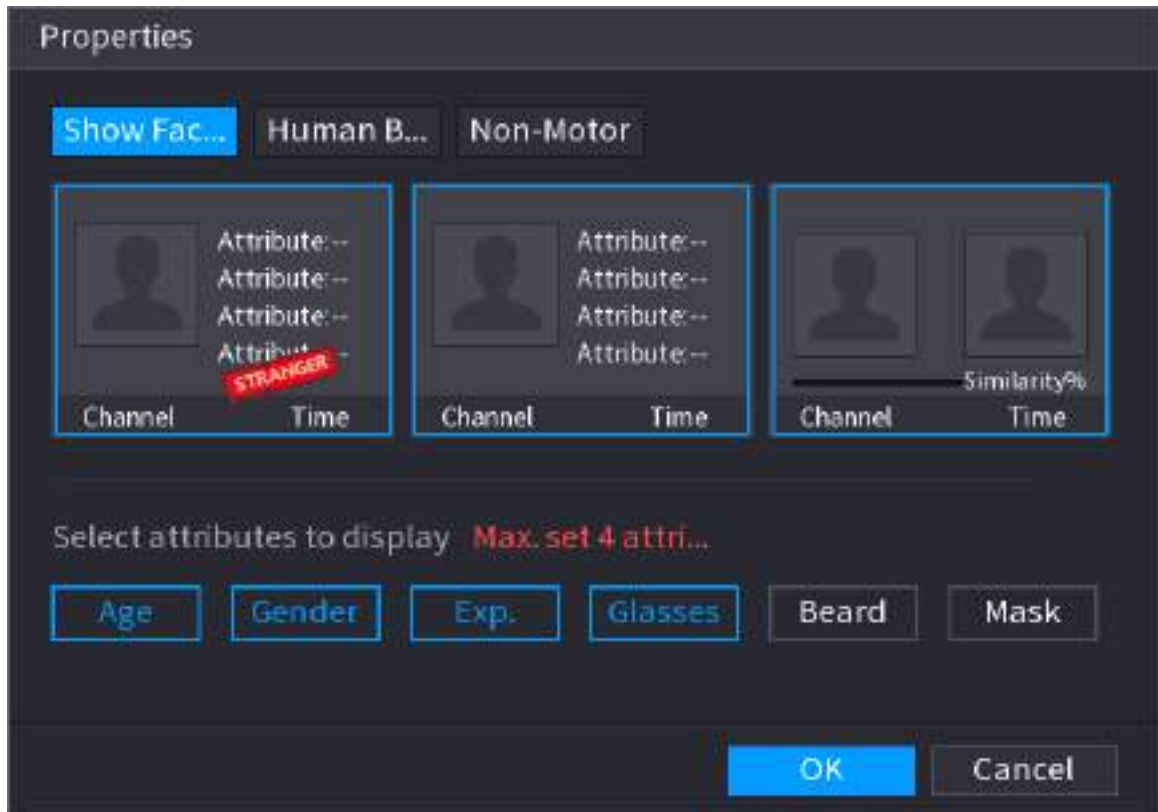 Properties
Show Fac... Human B... Non-Motor
Attribute:-- Attribute:--
Attribute:-- Attribute:--
Attribute:-- Attribute:--
Attribute:--
STRANGER
Similarity%
Channel Time Channel Time Channel Time
Select attributes to display Max. set 4 attri...
Age Gender Exp. Glasses Beard Mask
OK Cancel